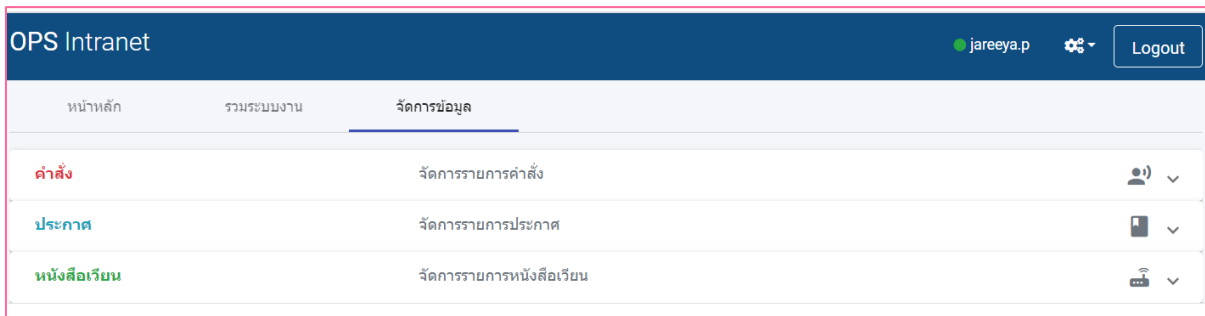 OPS Intranet jareeya.p Logout
หน้าหลัก รวมระบบงาน จัดการข้อมูล
คำสั่ง จัดการรายการคำสั่ง
ประกาศ จัดการรายการประกาศ
หนังสือเวียน จัดการรายการหนังสือเวียน